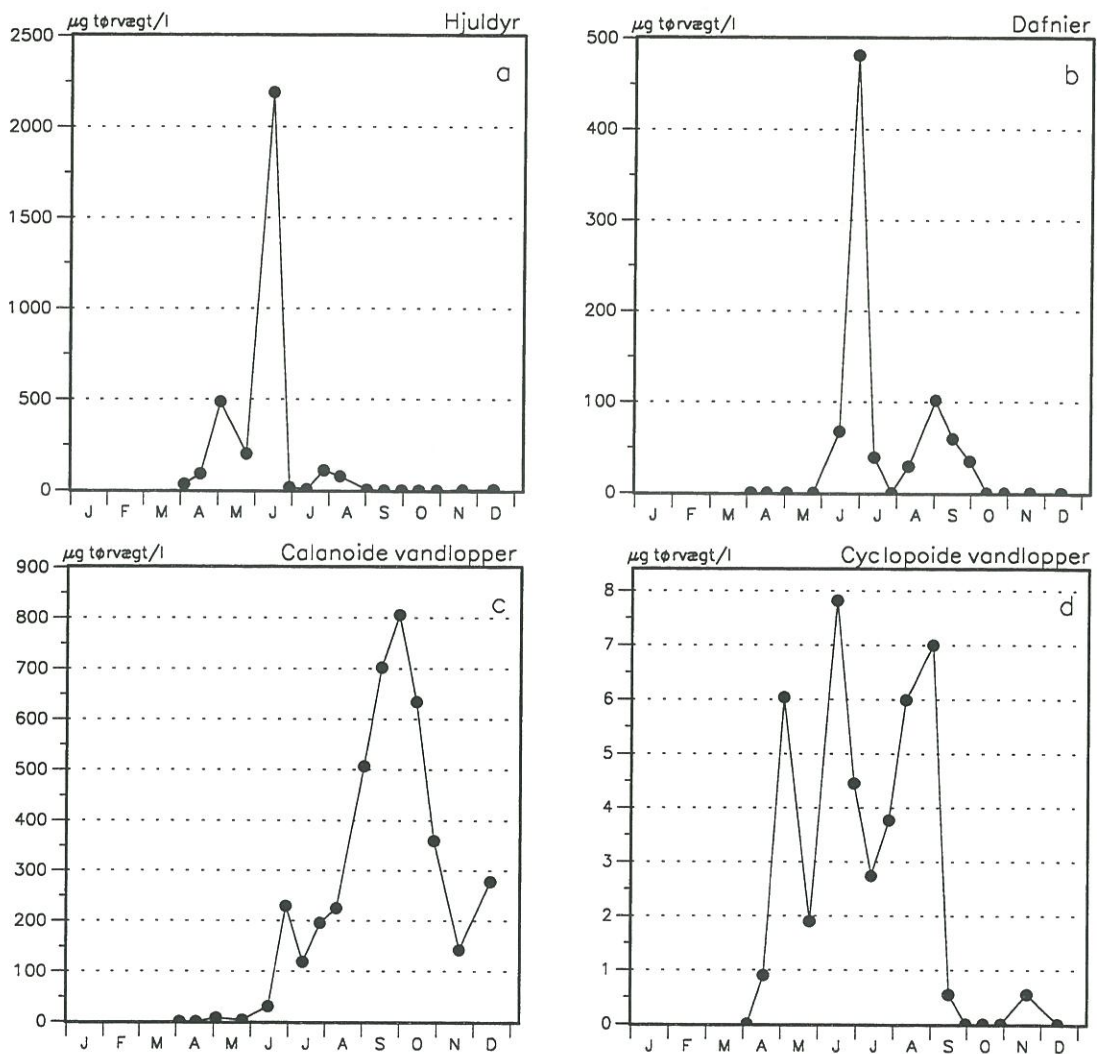 µg tørvægt/l Hjuldyr
a
2500
2000
1500
1000
500
0
J F M A M J J A S O N D
µg tørvægt/l Dafnier
b
500
400
300
200
100
0
J F M A M J J A S O N D
µg tørvægt/l Calanoide vandlopper
c
900
800
700
600
500
400
300
200
100
0
J F M A M J J A S O N D
µg tørvægt/l Cyclopoide vandlopper
d
8
7
6
5
4
3
2
1
0
J F M A M J J A S O N D